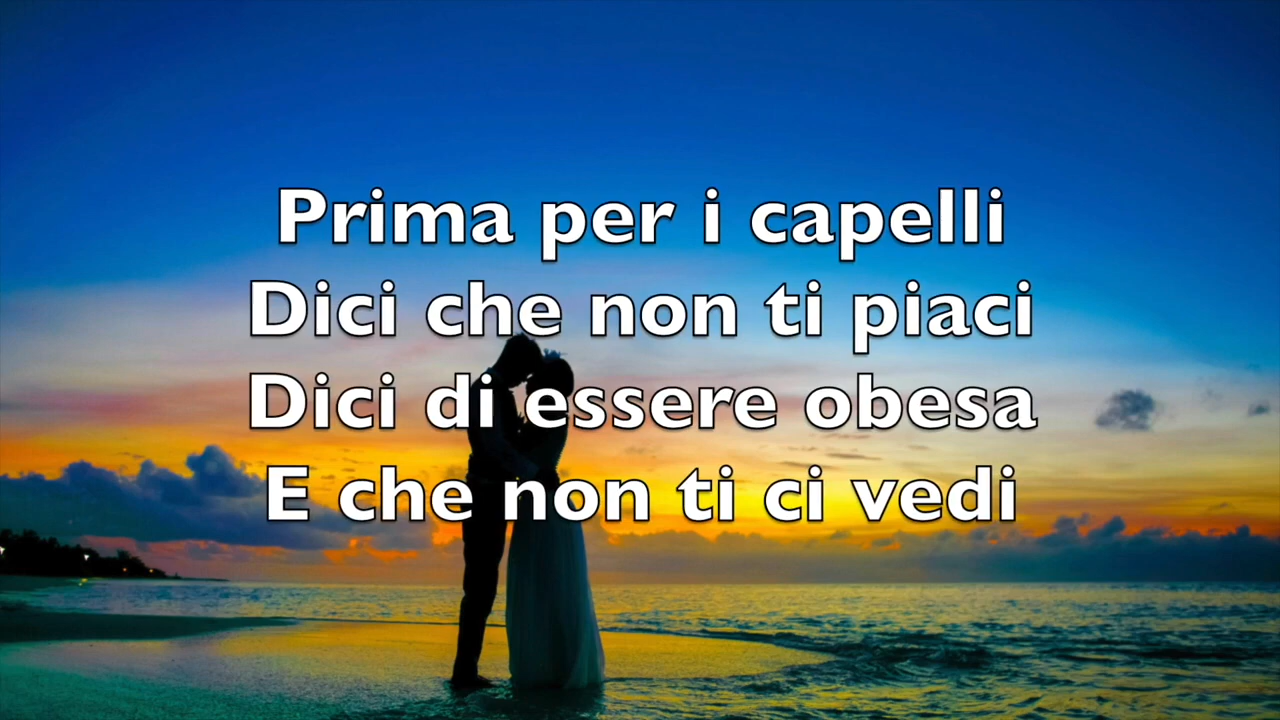 Prima per i capelli
Dici che non ti piaci
Dici di essere obesa
E che non ti ci vedi